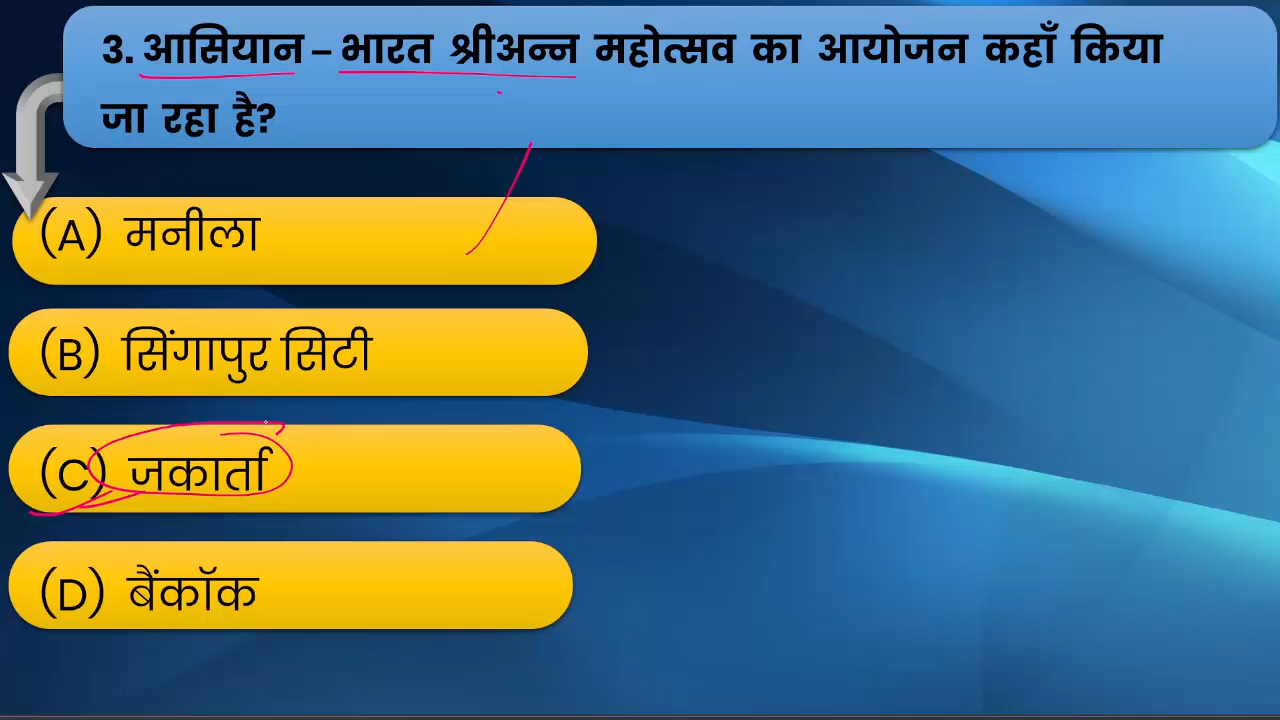 3. आसियान – भारत श्रीअन्न महोत्सव का आयोजन कहाँ किया
जा रहा है?
(A) मनीला
(B) सिंगापुर सिटी
(C) जकार्ता
(D) बैंकॉक